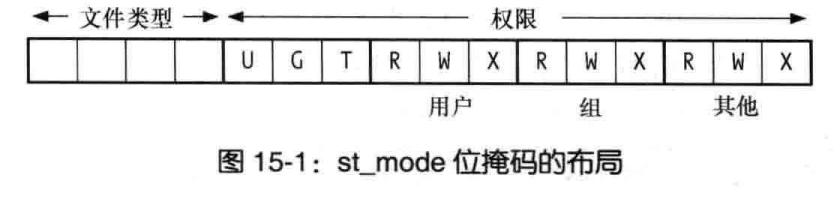 文件类型 权限
U G T R W X R W X R W X
用户 组 其他
图 15-1：st_mode 位掩码的布局